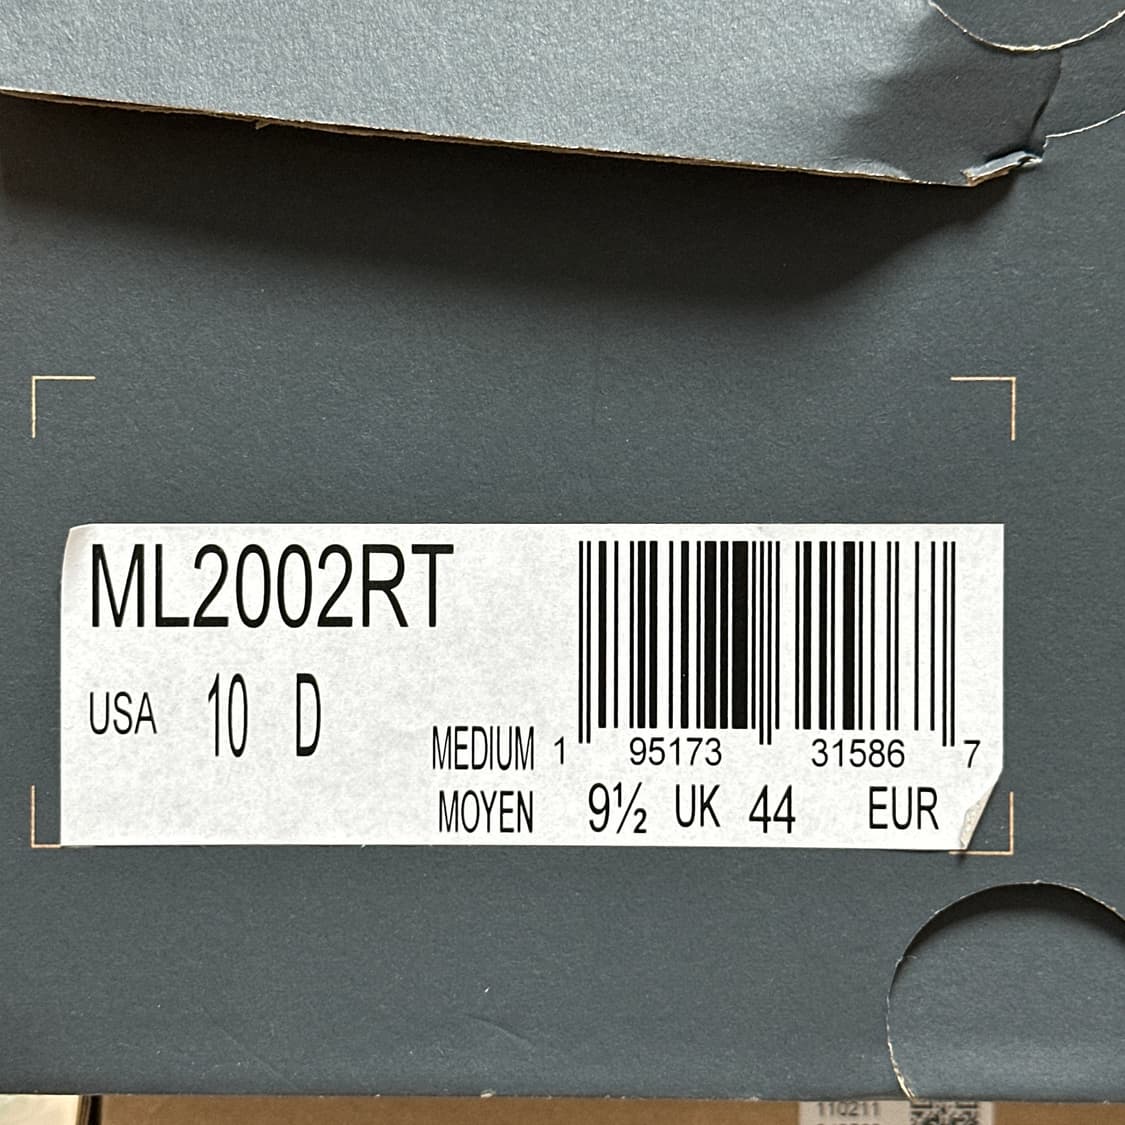 ML2002RT
USA 10 D
MEDIUM 1 95173 31586 7
MOYEN 9½ UK 44 EUR
110211